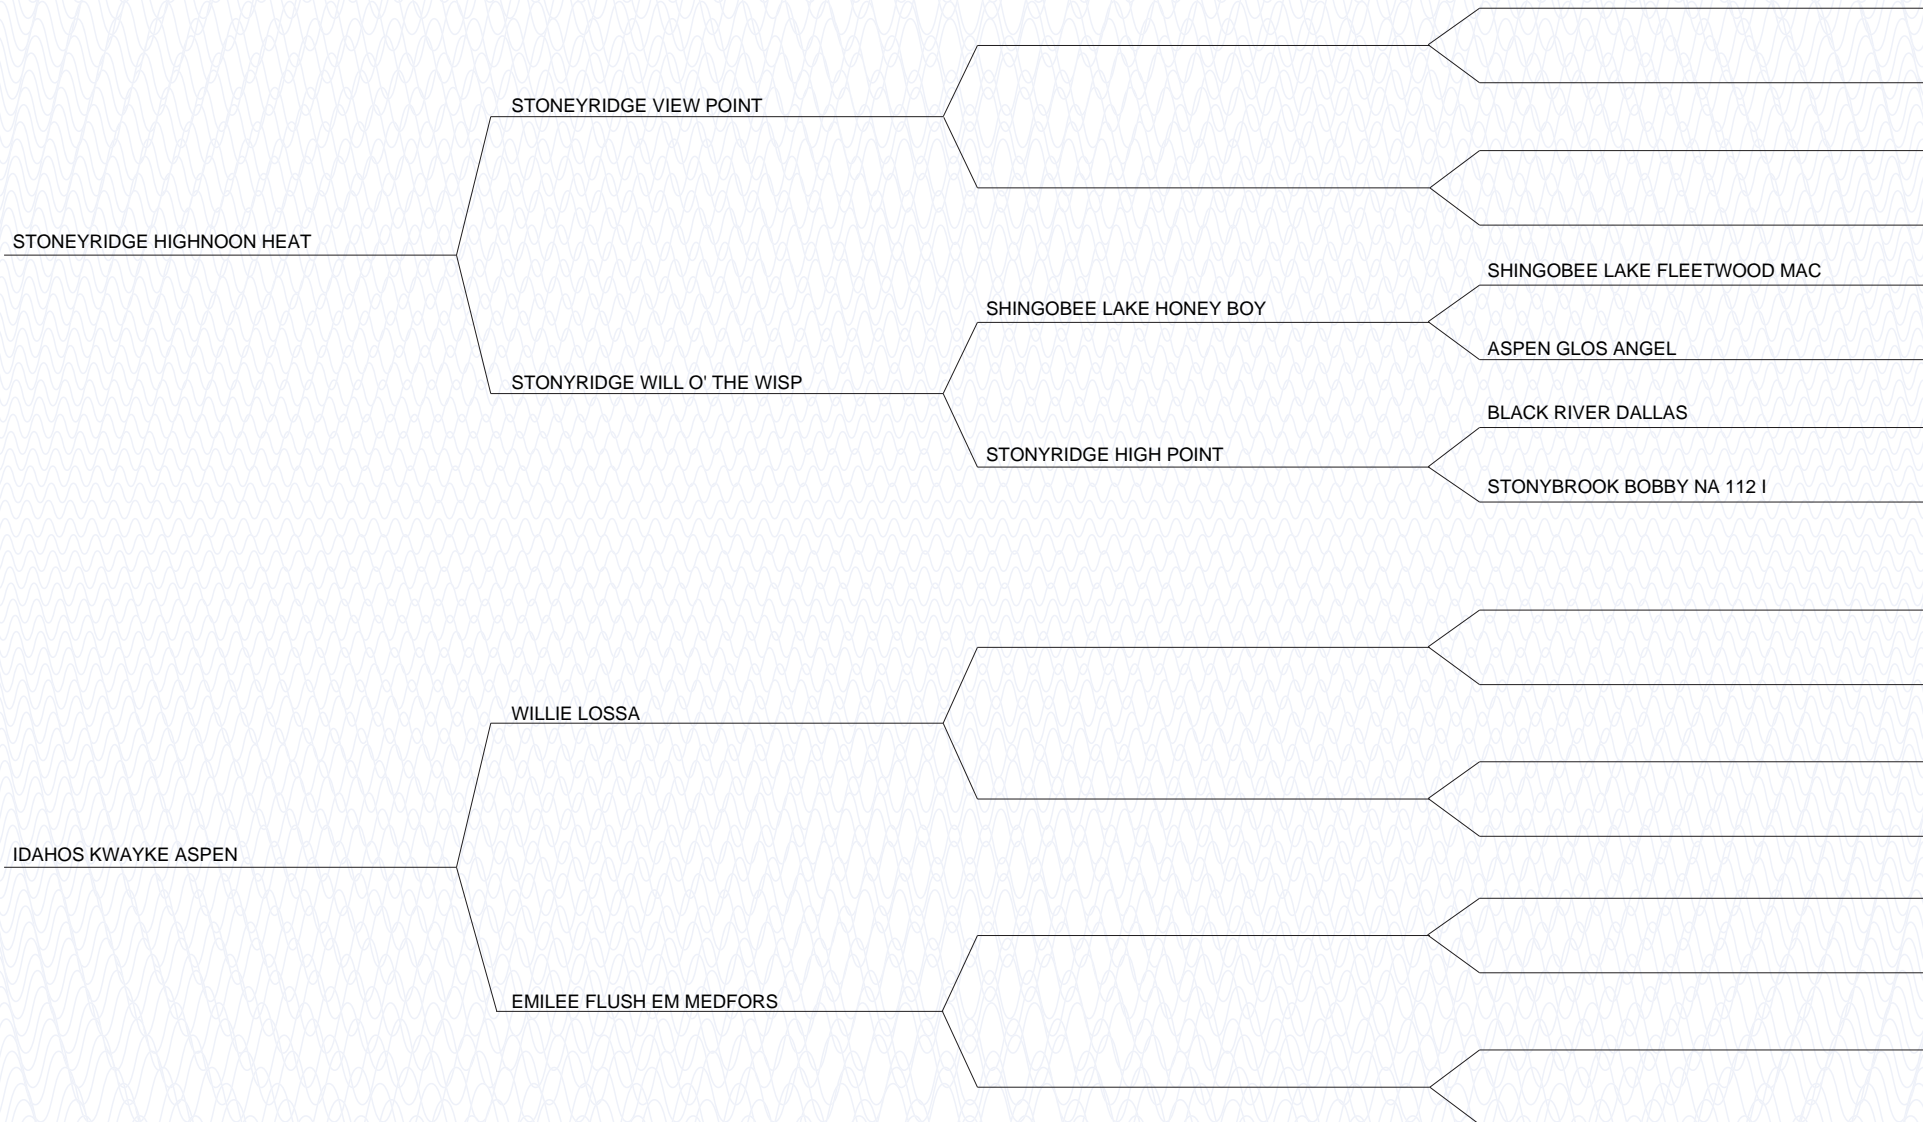 STONEYRIDGE VIEW POINT
STONEYRIDGE HIGHNOON HEAT
SHINGOBEE LAKE FLEETWOOD MAC
SHINGOBEE LAKE HONEY BOY
ASPEN GLOS ANGEL
STONYRIDGE WILL O' THE WISP
BLACK RIVER DALLAS
STONYRIDGE HIGH POINT
STONYBROOK BOBBY NA 112 I
WILLIE LOSSA
IDAHOS KWAYKE ASPEN
EMILEE FLUSH EM MEDFORS